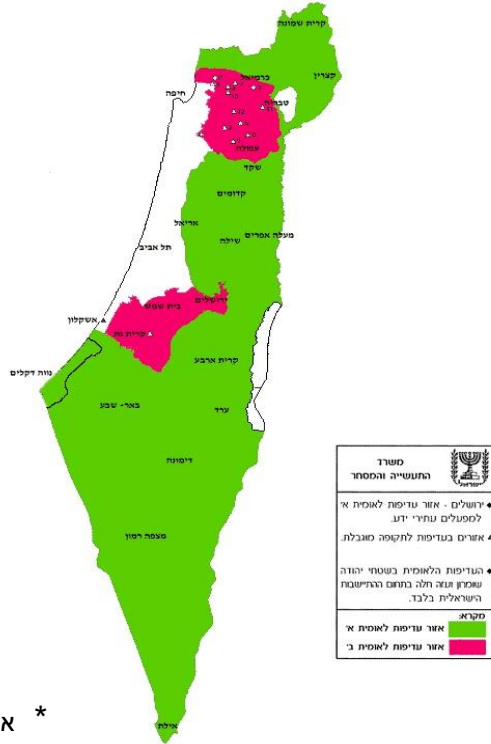 קרית שמונה
קצרין
כרמיאל
חיפה
טבריה
עפולה
שקד
קדומים
אריאל
מעלה אפרים
שילה
תל אביב
ירושלים
בית שמש
אשקלון
קרית גת
קרית ארבע
נווה דקלים
באר- שבע
ערד
דימונה
מצפה רמון
אילת
משרד
התעשייה והמסחר
ירושלים - אזור עדיפות לאומית א'
למפעלים עתירי ידע.
אזורים בעדיפות לתקופה מוגבלת.
העדיפות הלאומית בשטחי יהודה
שומרון ועזה חלה בתחום ההתיישבות
הישראלית בלבד.
מקרא:
אזור עדיפות לאומית א'
אזור עדיפות לאומית ב'
* א